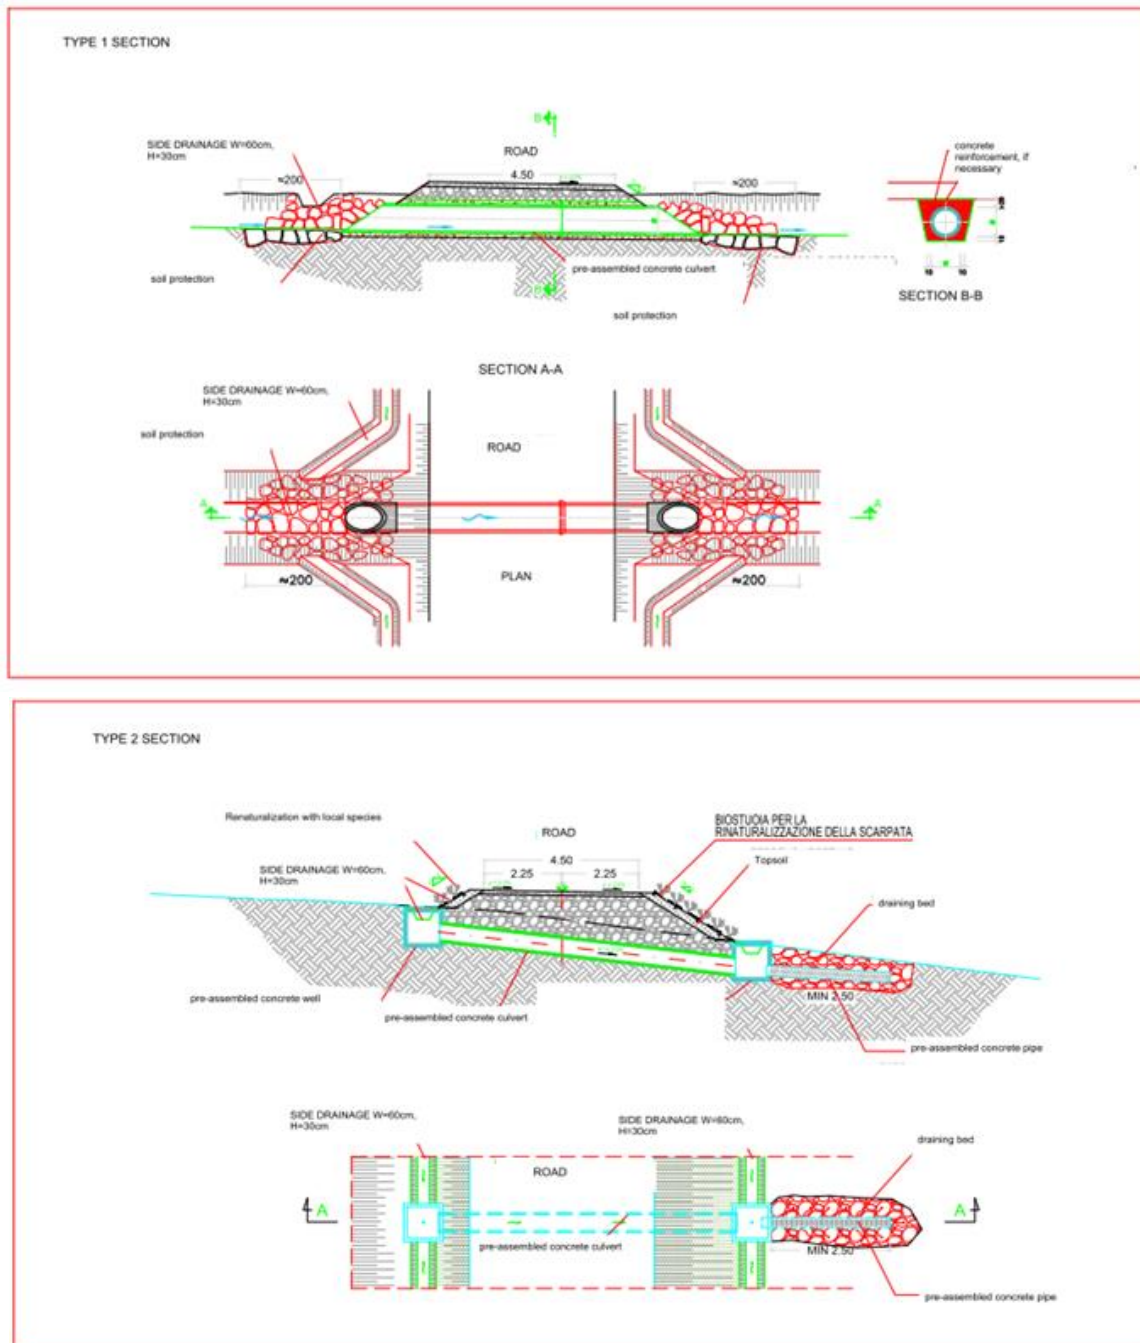 TYPE 1 SECTION
B
SIDE DRAINAGE W=60cm,
H=30cm
ROAD
4.50
≈200
≈200
concrete
reinforcement, if
necessary
pre-assembled concrete culvert
soil protection
B
soil protection
SECTION B-B
SECTION A-A
SIDE DRAINAGE W=60cm,
H=30cm
soil protection
ROAD
A
A
PLAN
≈200
≈200
TYPE 2 SECTION
Renaturalization with local species
ROAD
BIOSTUOIA PER LA
RINATURALIZZAZIONE DELLA SCARPATA
SIDE DRAINAGE W=60cm,
H=30cm
4.50
2.25
2.25
Topsoil
draining bed
pre-assembled concrete well
MIN 2.50
pre-assembled concrete culvert
pre-assembled concrete pipe
SIDE DRAINAGE W=60cm,
H=30cm
SIDE DRAINAGE W=60cm,
H=30cm
draining bed
ROAD
A
A
pre-assembled concrete culvert
MIN 2.50
pre-assembled concrete pipe